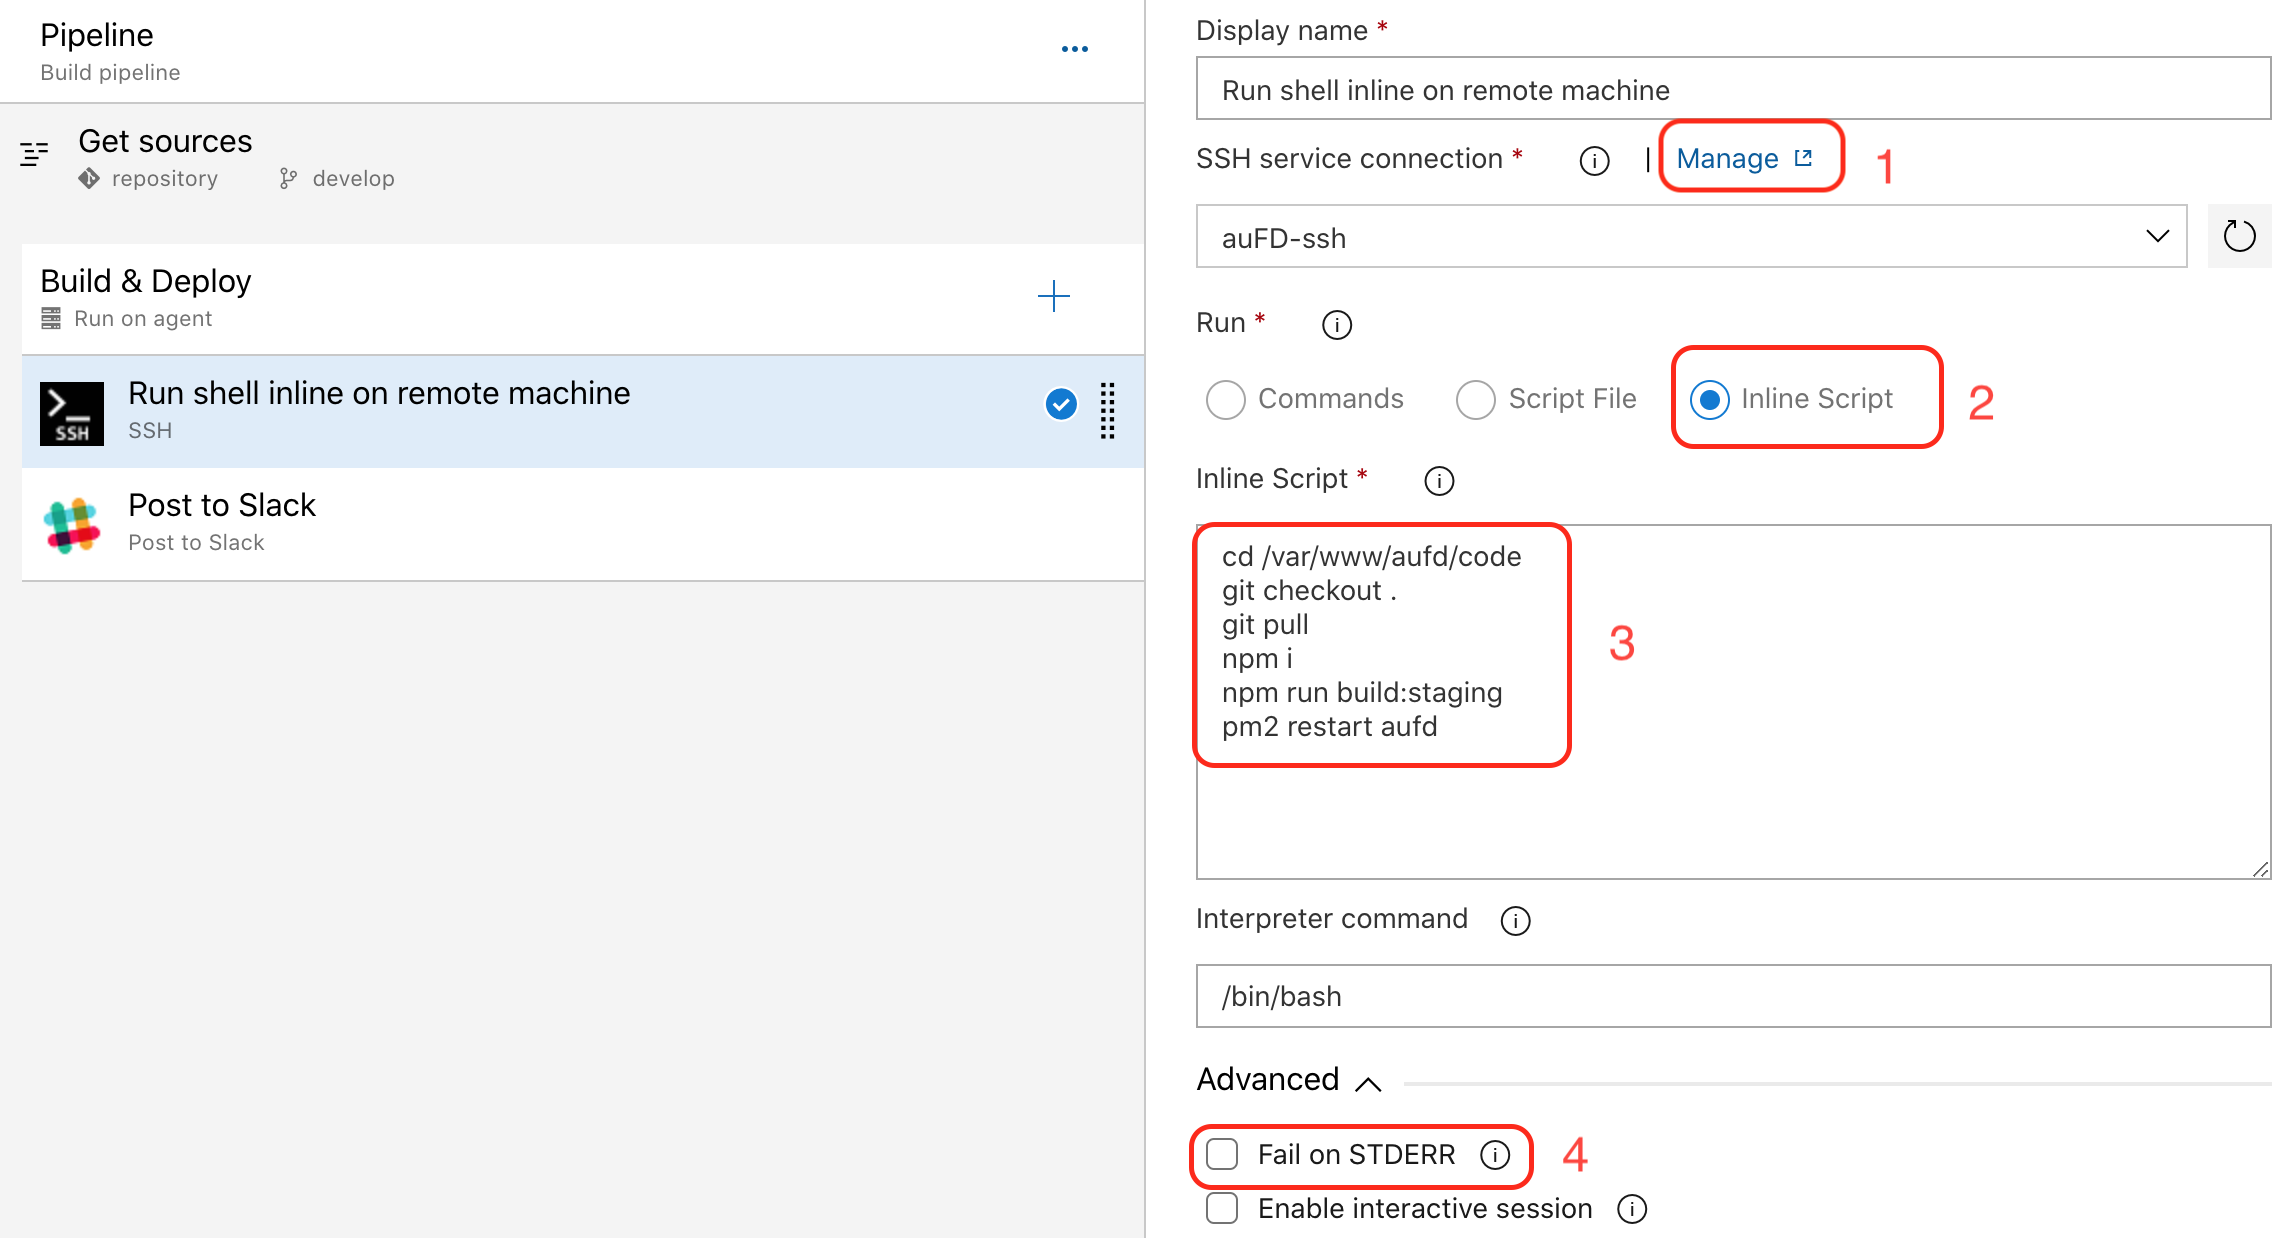 Pipeline
Build pipeline
Get sources
repository develop
Build & Deploy
Run on agent
Run shell inline on remote machine
SSH
SSH
Post to Slack
Post to Slack
Display name *
Run shell inline on remote machine
SSH service connection * | Manage 1
auFD-ssh
Run *
Commands Script File Inline Script 2
Inline Script *
cd /var/www/aufd/code
git checkout .
git pull
npm i
npm run build:staging
pm2 restart aufd
3
Interpreter command
/bin/bash
Advanced
Fail on STDERR 4
Enable interactive session